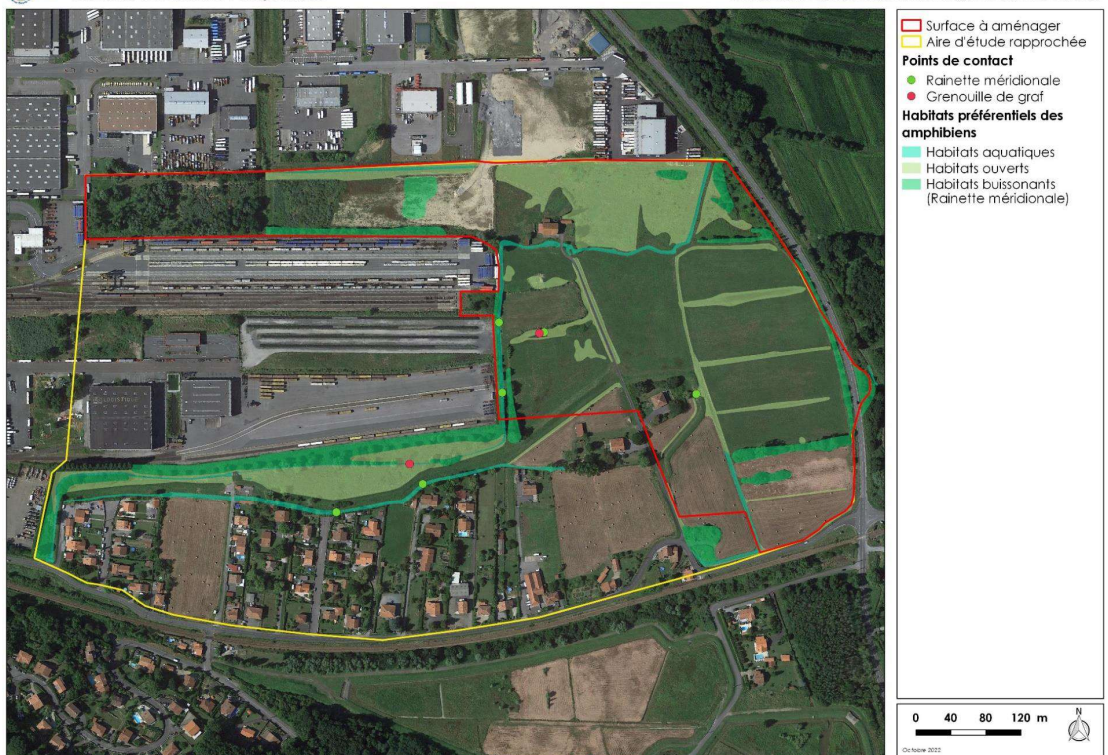 Surface à aménager
Aire d'étude rapprochée
Points de contact
Rainette méridionale
Grenouille de graf
Habitats préférentiels des
amphibiens
Habitats aquatiques
Habitats ouverts
Habitats buissonants
(Rainette méridionale)
0 40 80 120 m
N
Octobre 2022